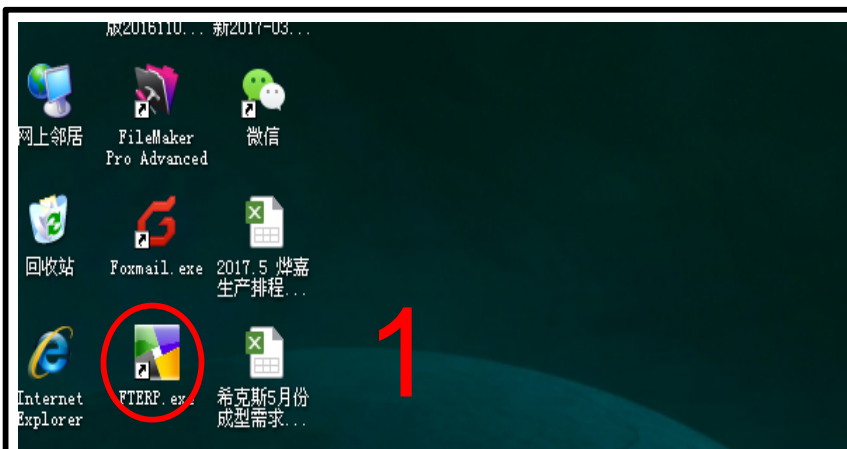 版2016110... 新2017-03...
网上邻居 FileMaker 微信
Pro Advanced
回收站 Foxmail.exe 2017.5 烨嘉
生产排程...
1
Internet FTERP.exe 希克斯5月份
Explorer 成型需求...